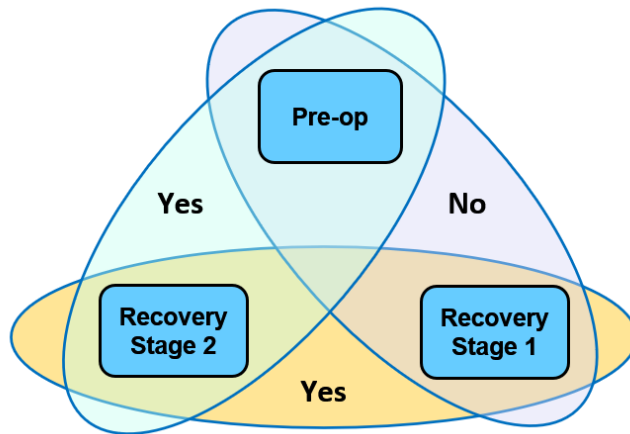 Pre-op
Yes
No
Recovery
Stage 2
Recovery
Stage 1
Yes